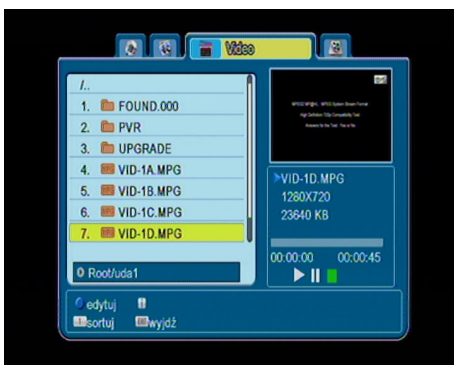 Video
/..
1. FOUND.000
2. PVR
3. UPGRADE
4. VID-1A.MPG
5. VID-1B.MPG
6. VID-1C.MPG
7. VID-1D.MPG
Root/uda1
VID-1D.MPG
1280X720
23640 KB
00:00:00 00:00:45
edytuj
sortuj
wyjdź